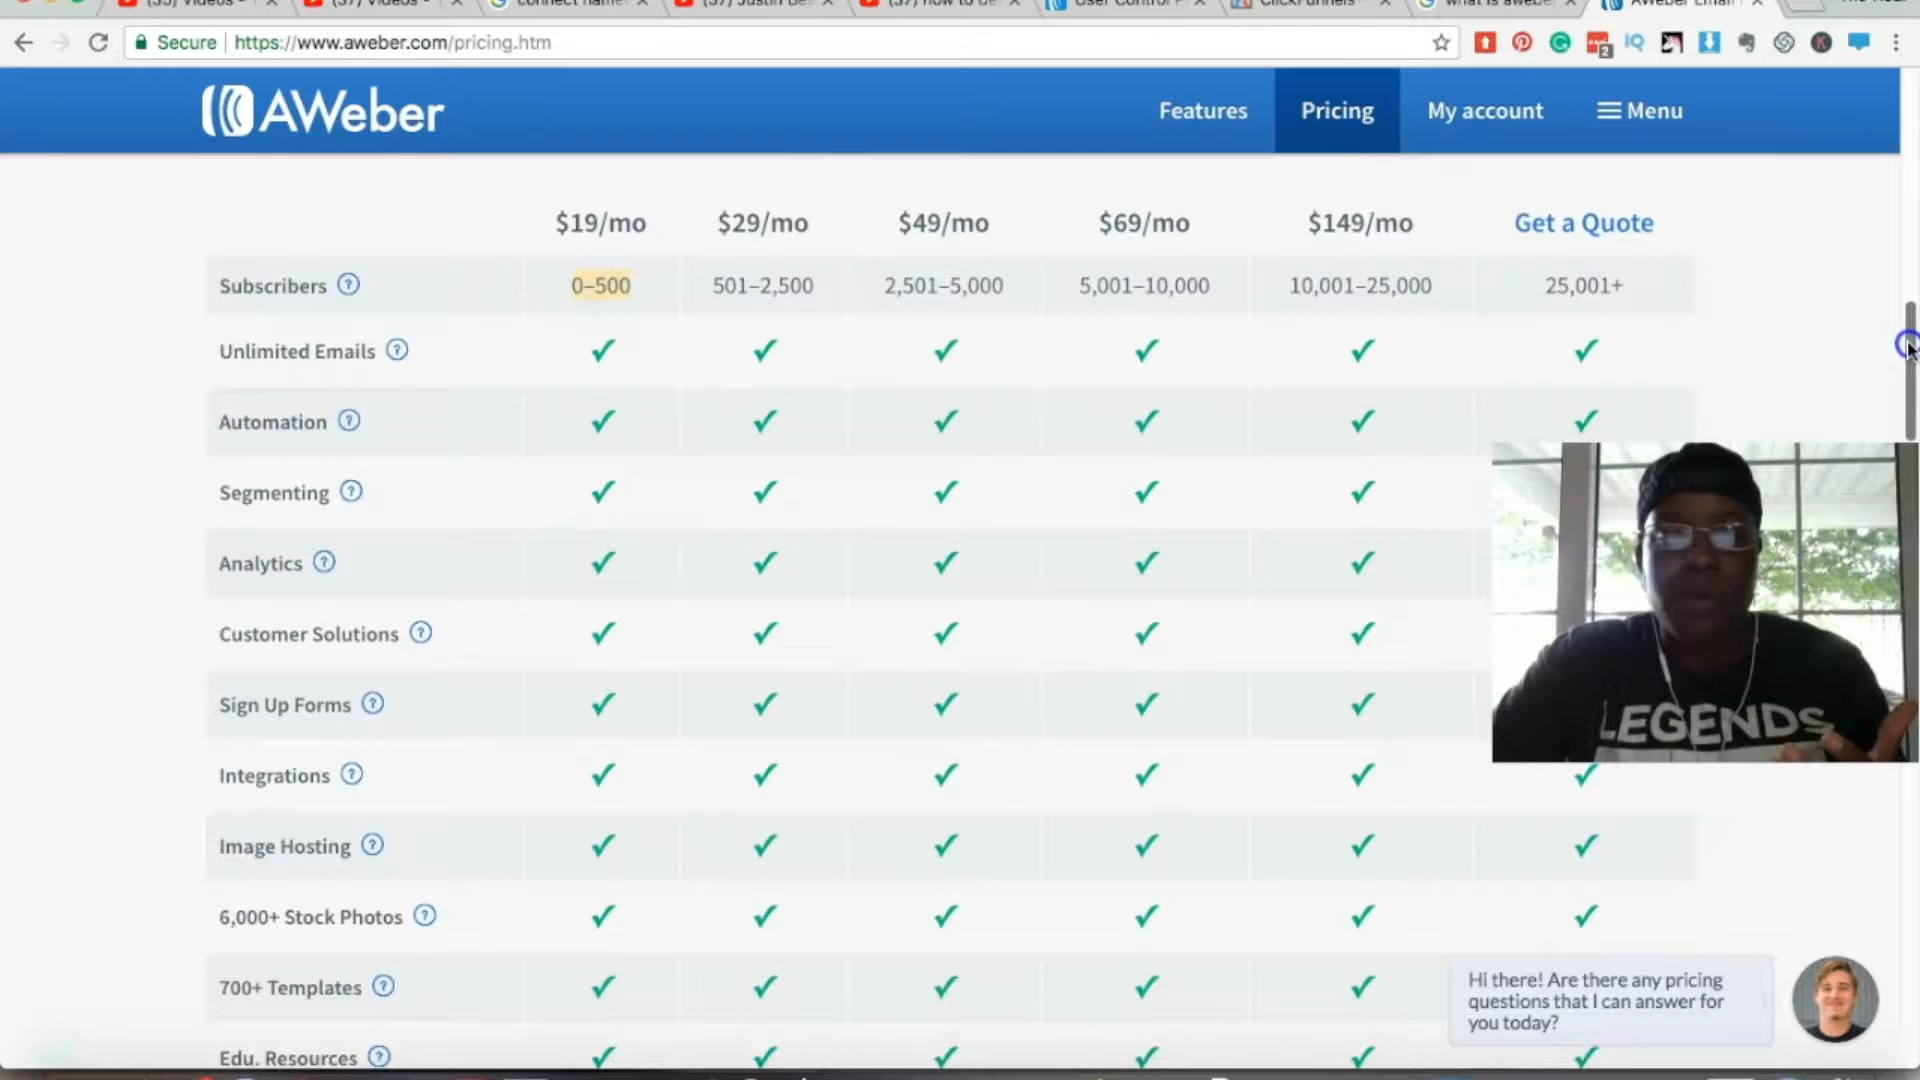 Secure https://www.aweber.com/pricing.htm
2
IQ
K
AWeber
Features Pricing My account Menu
$19/mo $29/mo $49/mo $69/mo $149/mo Get a Quote
Subscribers ? 0–500 501–2,500 2,501–5,000 5,001–10,000 10,001–25,000 25,001+
Unlimited Emails ?
Automation ?
Segmenting ?
Analytics ?
Customer Solutions ?
Sign Up Forms ?
LEGENDS
Integrations ?
Image Hosting ?
6,000+ Stock Photos ?
700+ Templates ?
Hi there! Are there any pricing
questions that I can answer for
you today?
Edu. Resources ?